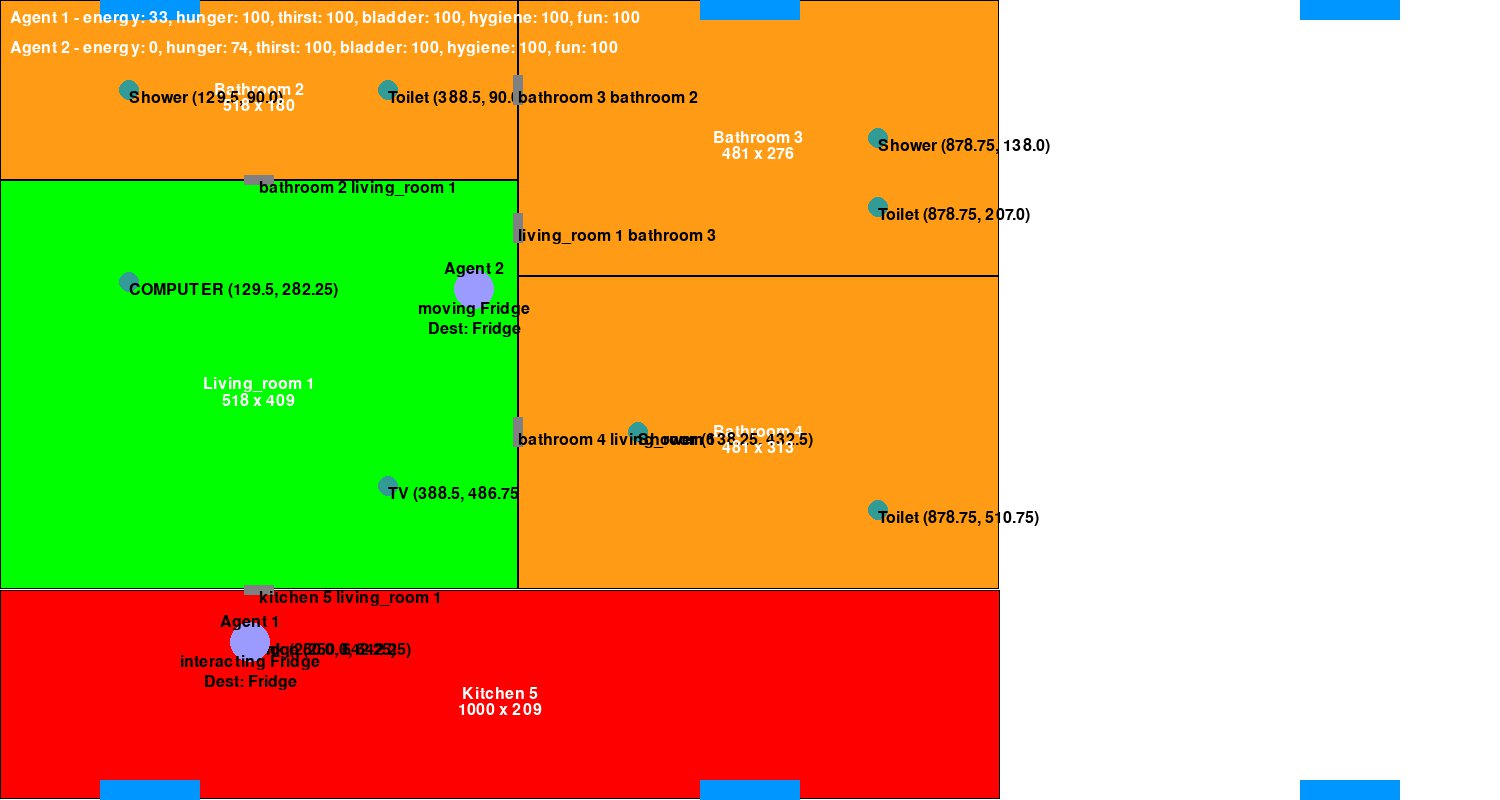 Agent 1 - energy: 33, hunger: 100, thirst: 100, bladder: 100, hygiene: 100, fun: 100
Agent 2 - energy: 0, hunger: 74, thirst: 100, bladder: 100, hygiene: 100, fun: 100
Bathroom 2
518 x 180
Shower (129.5, 90.0)
Toilet (388.5, 90.0
bathroom 3 bathroom 2
Bathroom 3
481 x 276
Shower (878.75, 138.0)
Toilet (878.75, 207.0)
bathroom 2 living_room 1
living_room 1 bathroom 3
Agent 2
moving Fridge
Dest: Fridge
COMPUTER (129.5, 282.25)
Living_room 1
518 x 409
bathroom 4 living_room 1
Shower (638.25, 432.5)
Bathroom 4
481 x 313
TV (388.5, 486.75
Toilet (878.75, 510.75)
kitchen 5 living_room 1
Agent 1
interacting Fridge
Dest: Fridge
Kitchen 5
1000 x 209